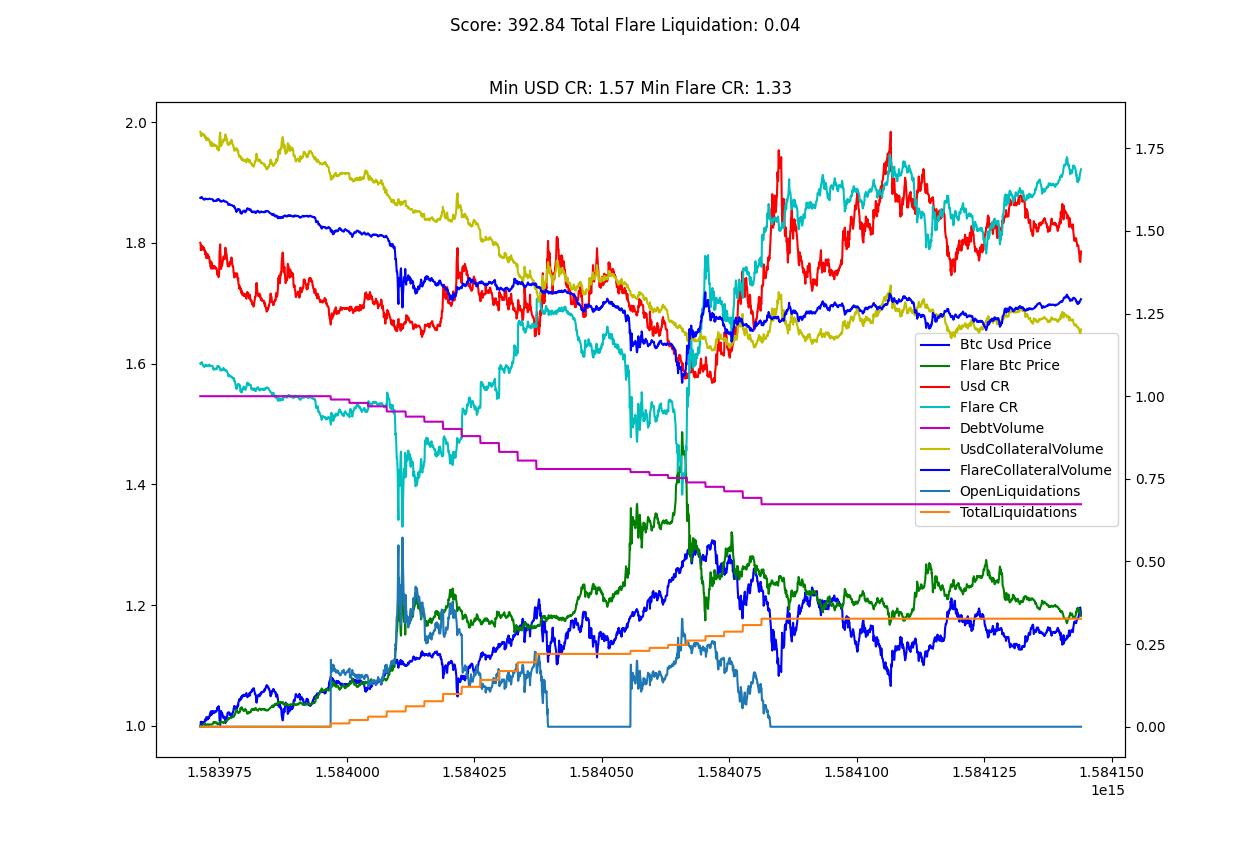 Score: 392.84 Total Flare Liquidation: 0.04
Min USD CR: 1.57 Min Flare CR: 1.33
2.0
1.8
1.6
1.4
1.2
1.0
1.75
1.50
1.25
1.00
0.75
0.50
0.25
0.00
Btc Usd Price
Flare Btc Price
Usd CR
Flare CR
DebtVolume
UsdCollateralVolume
FlareCollateralVolume
OpenLiquidations
TotalLiquidations
1.583975 1.584000 1.584025 1.584050 1.584075 1.584100 1.584125 1.584150
1e15